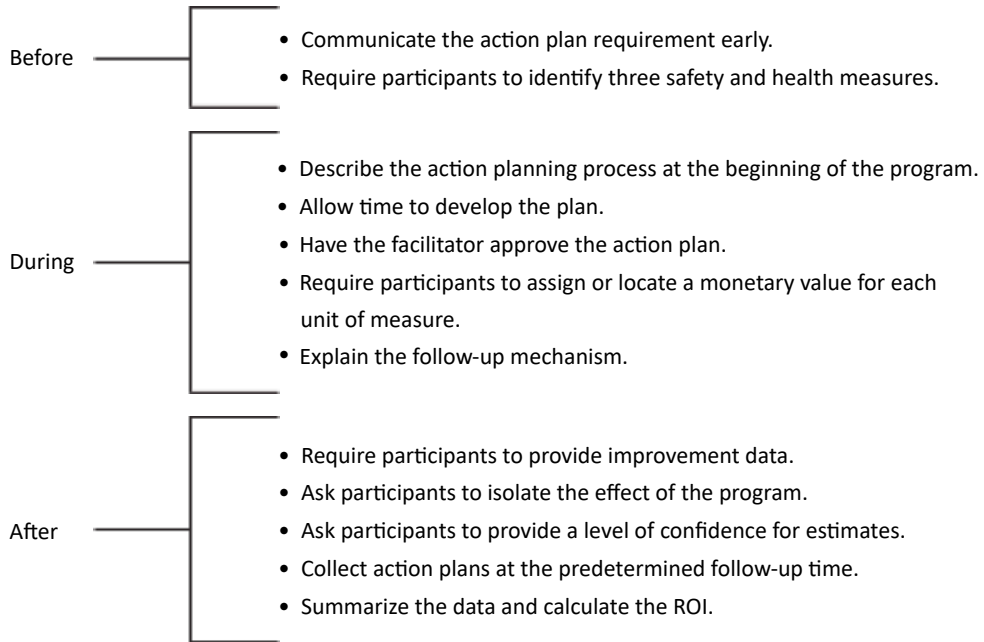 Before
• Communicate the action plan requirement early.
• Require participants to identify three safety and health measures.
During
• Describe the action planning process at the beginning of the program.
• Allow time to develop the plan.
• Have the facilitator approve the action plan.
• Require participants to assign or locate a monetary value for each
unit of measure.
• Explain the follow-up mechanism.
After
• Require participants to provide improvement data.
• Ask participants to isolate the effect of the program.
• Ask participants to provide a level of confidence for estimates.
• Collect action plans at the predetermined follow-up time.
• Summarize the data and calculate the ROI.